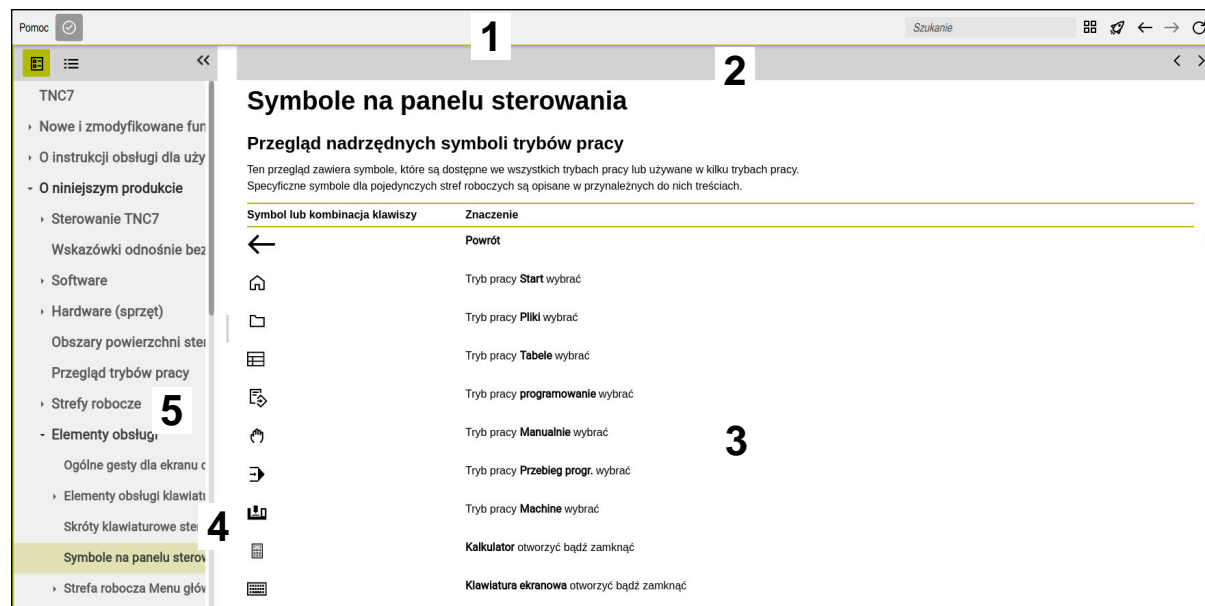 Pomoc
Szukanie
1
2
TNC7
Nowe i zmodyfikowane fun
O instrukcji obsługi dla uży
O niniejszym produkcie
Sterowanie TNC7
Wskazówki odnośnie bez
Software
Hardware (sprzęt)
Obszary powierzchni ster
Przegląd trybów pracy
Strefy robocze
5
Elementy obsługi
Ogólne gesty dla ekranu d
Elementy obsługi klawiatu
Skróty klawiaturowe ste
4
Symbole na panelu sterow
Strefa robocza Menu głów
Symbole na panelu sterowania
Przegląd nadrzędnych symboli trybów pracy
Ten przegląd zawiera symbole, które są dostępne we wszystkich trybach pracy lub używane w kilku trybach pracy.
Specyficzne symbole dla pojedynczych stref roboczych są opisane w przynależnych do nich treściach.
Symbol lub kombinacja klawiszy Znaczenie
Powrót
Tryb pracy Start wybrać
Tryb pracy Pliki wybrać
Tryb pracy Tabele wybrać
Tryb pracy programowanie wybrać
Tryb pracy Manualnie wybrać
3
Tryb pracy Przebieg progr. wybrać
Tryb pracy Machine wybrać
Kalkulator otworzyć bądź zamknąć
Klawiatura ekranowa otworzyć bądź zamknąć